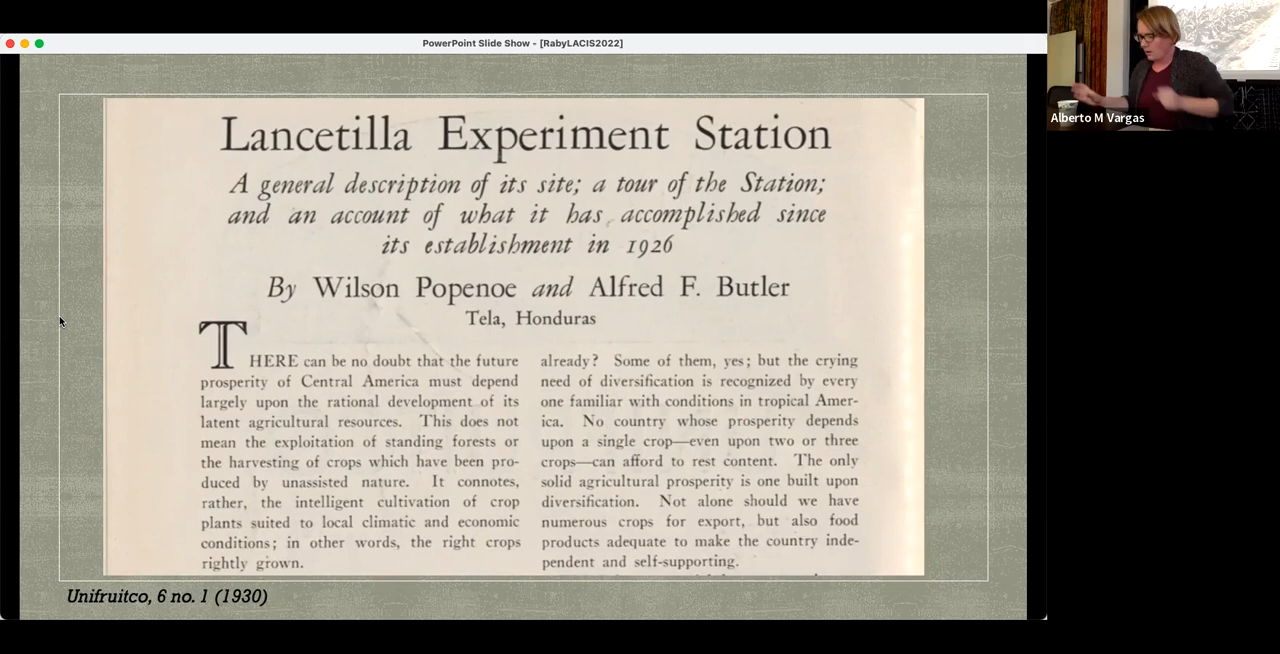 PowerPoint Slide Show - [RabyLACIS2022]
Lancetilla Experiment Station
A general description of its site; a tour of the Station;
and an account of what it has accomplished since
its establishment in 1926
By Wilson Popenoe and Alfred F. Butler
Tela, Honduras
THERE can be no doubt that the future
prosperity of Central America must depend
largely upon the rational development of its
latent agricultural resources. This does not
mean the exploitation of standing forests or
the harvesting of crops which have been pro-
duced by unassisted nature. It connotes,
rather, the intelligent cultivation of crop
plants suited to local climatic and economic
conditions; in other words, the right crops
rightly grown.
already? Some of them, yes; but the crying
need of diversification is recognized by every
one familiar with conditions in tropical Amer-
ica. No country whose prosperity depends
upon a single crop—even upon two or three
crops—can afford to rest content. The only
solid agricultural prosperity is one built upon
diversification. Not alone should we have
numerous crops for export, but also food
products adequate to make the country inde-
pendent and self-supporting.
Unifruitco, 6 no. 1 (1930)
Alberto M Vargas